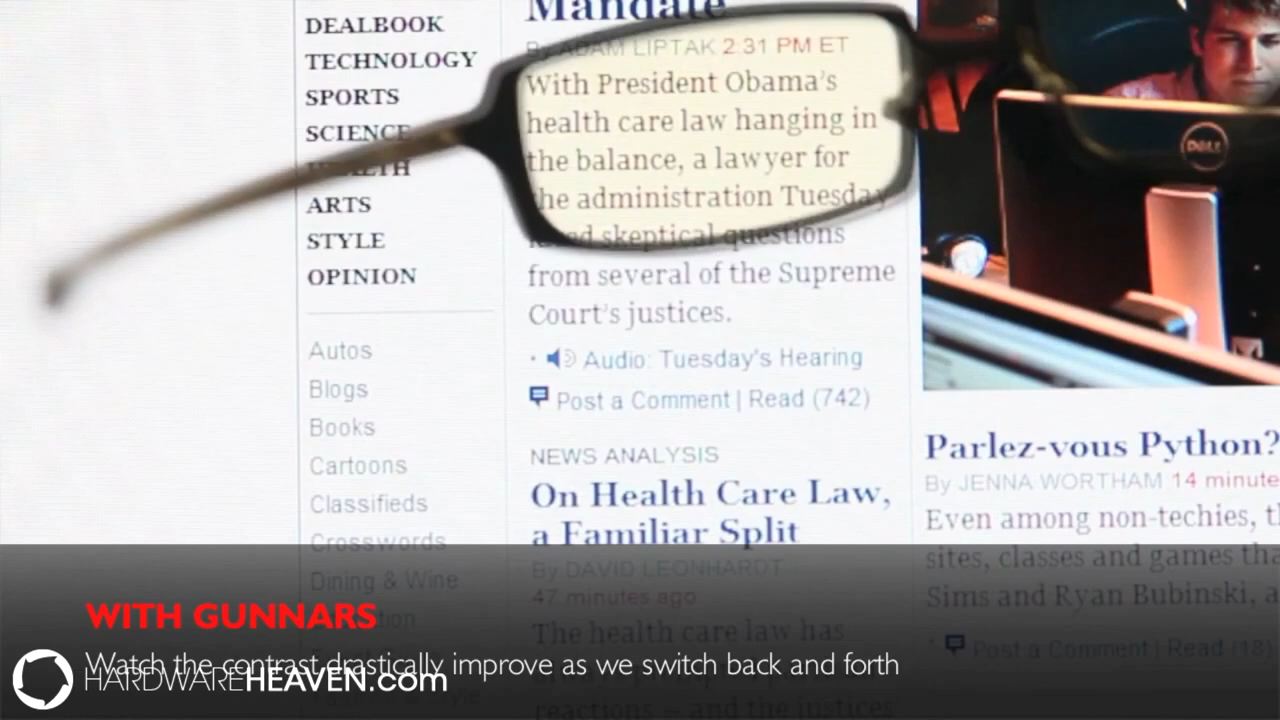 DEALBOOK
TECHNOLOGY
SPORTS
SCIENCE
HEALTH
ARTS
STYLE
OPINION
Autos
Blogs
Books
Cartoons
Classifieds
Crosswords
Dining & Wine
Mandate
By ADAM LIPTAK 2:31 PM ET
With President Obama's
health care law hanging in
the balance, a lawyer for
the administration Tuesday
skeptical questions
from several of the Supreme
Court's justices.
Audio: Tuesday's Hearing
Post a Comment | Read (742)
NEWS ANALYSIS
On Health Care Law,
a Familiar Split
By DAVID LEONHARDT
47 minutes ago
The health care law has
reactions — and the justices'
DELL
Parlez-vous Python?
By JENNA WORTHAM 14 minute
Even among non-techies,
sites, classes and games
Sims and Ryan Bubinski,
Post a Comment | Read (18)
WITH GUNNARS
Watch the contrast drastically improve as we switch back and forth
HARDWAREHEAVEN.com